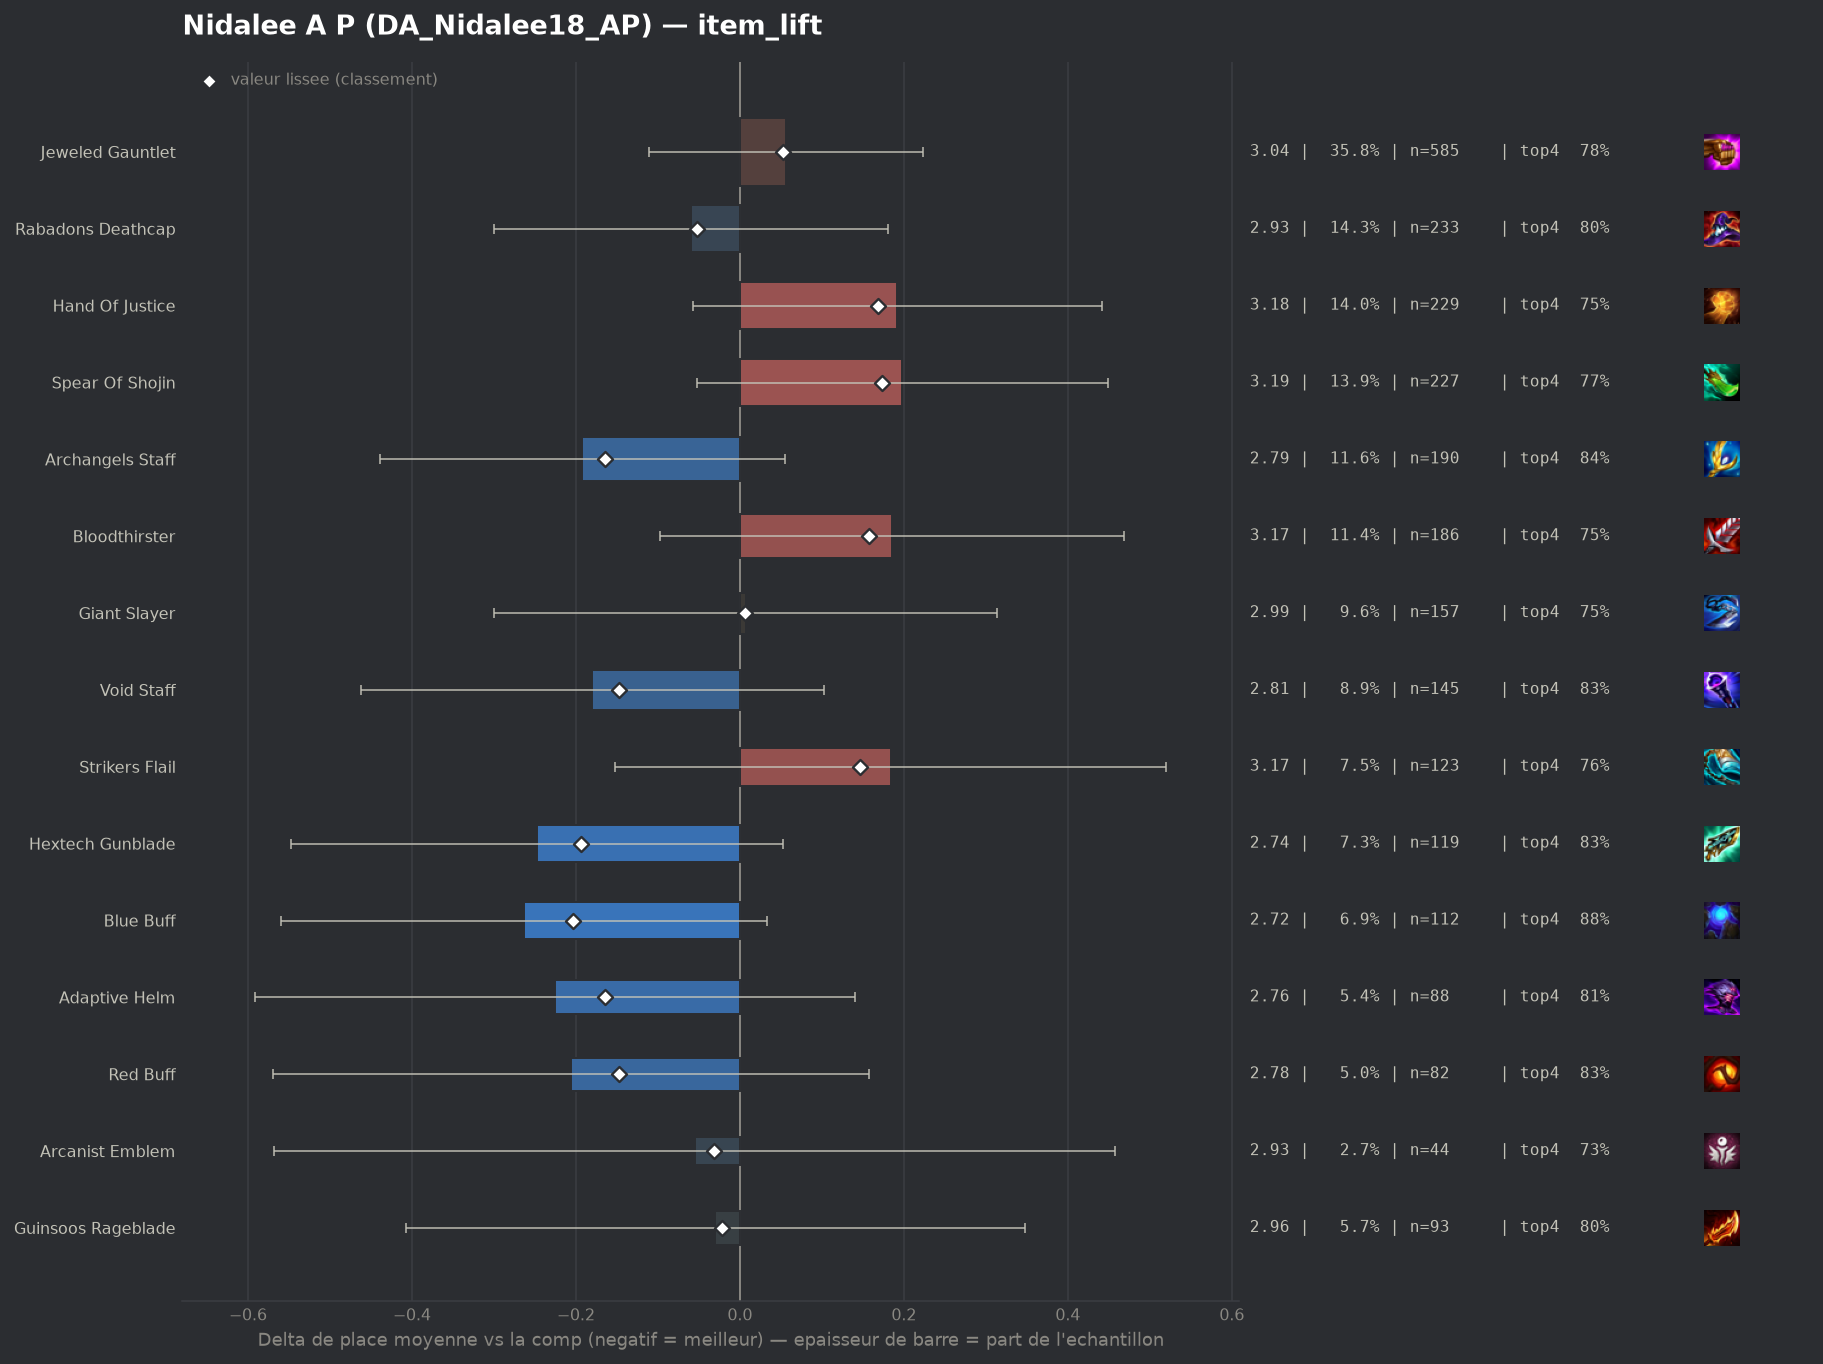 Nidalee A P (DA_Nidalee18_AP) — item_lift
valeur lissee (classement)
Jeweled Gauntlet 3.04 | 35.8% | n=585 | top4 78%
Rabadons Deathcap 2.93 | 14.3% | n=233 | top4 80%
Hand Of Justice 3.18 | 14.0% | n=229 | top4 75%
Spear Of Shojin 3.19 | 13.9% | n=227 | top4 77%
Archangels Staff 2.79 | 11.6% | n=190 | top4 84%
Bloodthirster 3.17 | 11.4% | n=186 | top4 75%
Giant Slayer 2.99 | 9.6% | n=157 | top4 75%
Void Staff 2.81 | 8.9% | n=145 | top4 83%
Strikers Flail 3.17 | 7.5% | n=123 | top4 76%
Hextech Gunblade 2.74 | 7.3% | n=119 | top4 83%
Blue Buff 2.72 | 6.9% | n=112 | top4 88%
Adaptive Helm 2.76 | 5.4% | n=88 | top4 81%
Red Buff 2.78 | 5.0% | n=82 | top4 83%
Arcanist Emblem 2.93 | 2.7% | n=44 | top4 73%
Guinsoos Rageblade 2.96 | 5.7% | n=93 | top4 80%
−0.6 −0.4 −0.2 0.0 0.2 0.4 0.6
Delta de place moyenne vs la comp (negatif = meilleur) — epaisseur de barre = part de l'echantillon